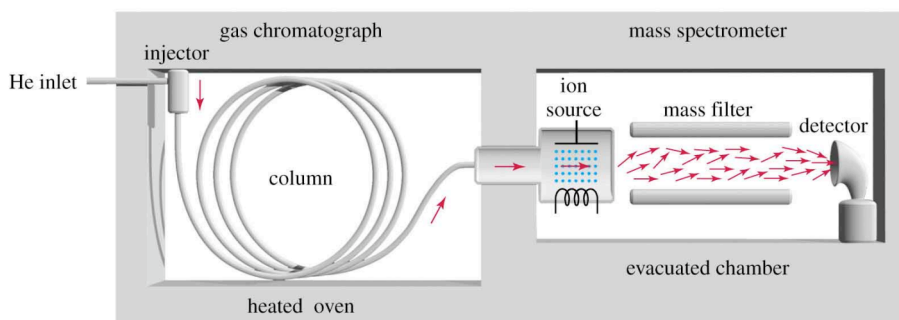 gas chromatograph
mass spectrometer
injector
He inlet
ion
source
mass filter
detector
column
evacuated chamber
heated oven